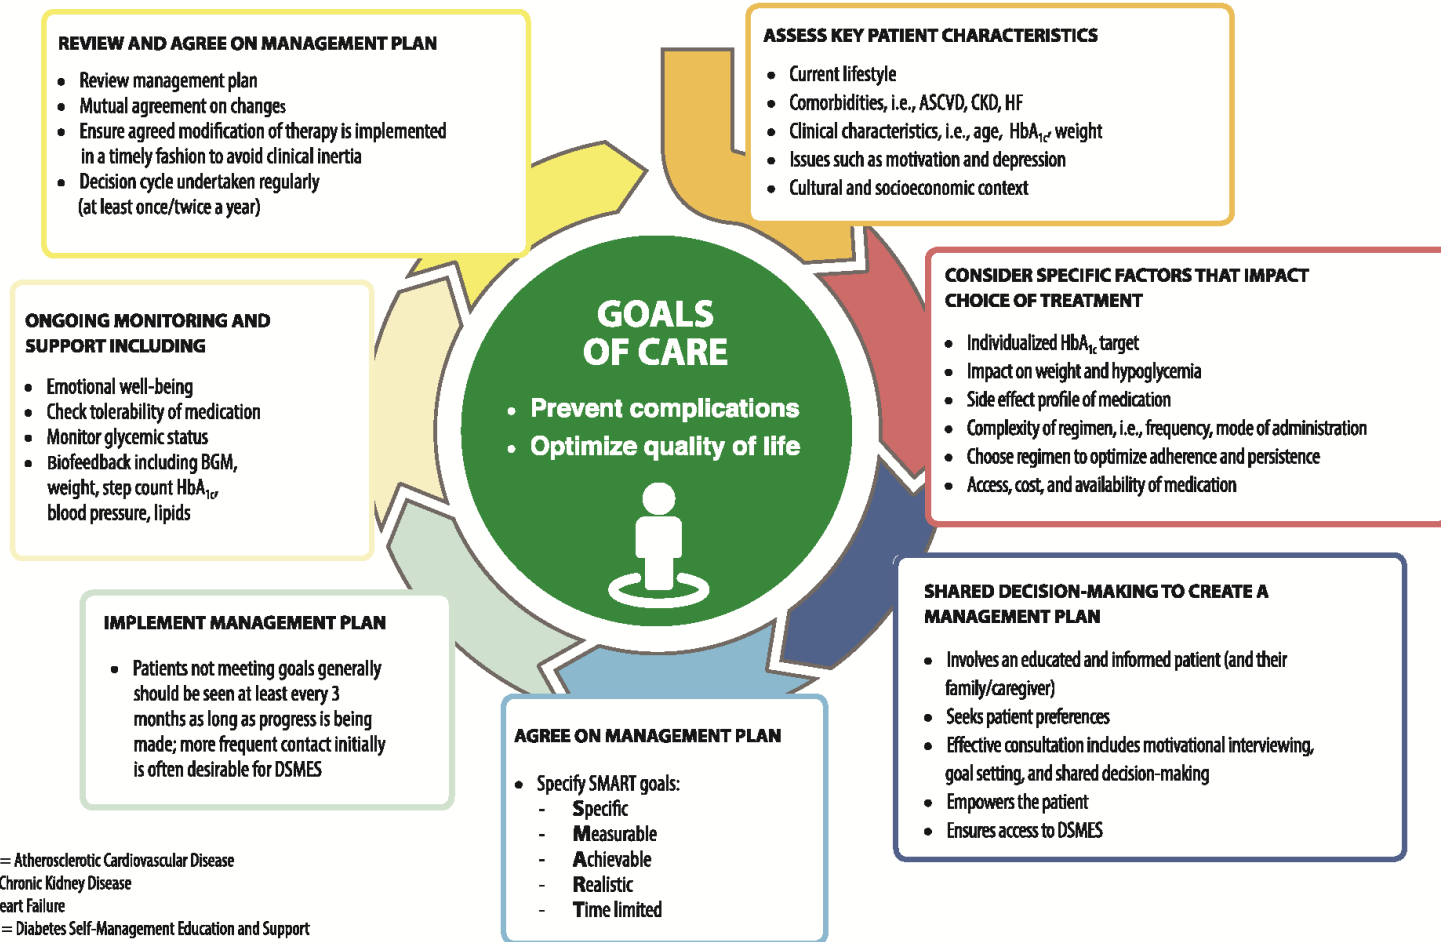 REVIEW AND AGREE ON MANAGEMENT PLAN
• Review management plan
• Mutual agreement on changes
• Ensure agreed modification of therapy is implemented
in a timely fashion to avoid clinical inertia
• Decision cycle undertaken regularly
(at least once/twice a year)
ASSESS KEY PATIENT CHARACTERISTICS
• Current lifestyle
• Comorbidities, i.e., ASCVD, CKD, HF
• Clinical characteristics, i.e., age, HbA1c, weight
• Issues such as motivation and depression
• Cultural and socioeconomic context
CONSIDER SPECIFIC FACTORS THAT IMPACT
CHOICE OF TREATMENT
• Individualized HbA1c target
• Impact on weight and hypoglycemia
• Side effect profile of medication
• Complexity of regimen, i.e., frequency, mode of administration
• Choose regimen to optimize adherence and persistence
• Access, cost, and availability of medication
SHARED DECISION-MAKING TO CREATE A
MANAGEMENT PLAN
• Involves an educated and informed patient (and their
family/caregiver)
• Seeks patient preferences
• Effective consultation includes motivational interviewing,
goal setting, and shared decision-making
• Empowers the patient
• Ensures access to DSMES
AGREE ON MANAGEMENT PLAN
• Specify SMART goals:
- Specific
- Measurable
- Achievable
- Realistic
- Time limited
IMPLEMENT MANAGEMENT PLAN
• Patients not meeting goals generally
should be seen at least every 3
months as long as progress is being
made; more frequent contact initially
is often desirable for DSMES
ONGOING MONITORING AND
SUPPORT INCLUDING
• Emotional well-being
• Check tolerability of medication
• Monitor glycemic status
• Biofeedback including BGM,
weight, step count HbA1c,
blood pressure, lipids
GOALS
OF CARE
• Prevent complications
• Optimize quality of life
= Atherosclerotic Cardiovascular Disease
Chronic Kidney Disease
eart Failure
= Diabetes Self-Management Education and Support